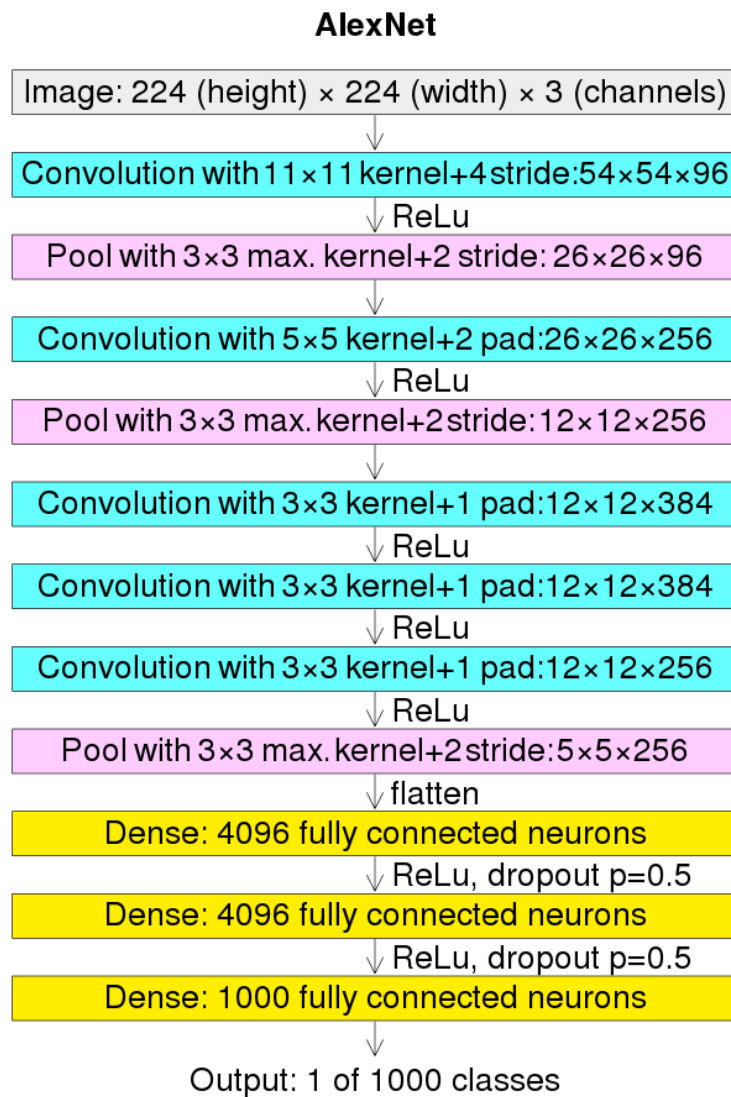 AlexNet
Image: 224 (height) × 224 (width) × 3 (channels)
Convolution with 11×11 kernel+4 stride:54×54×96
ReLu
Pool with 3×3 max. kernel+2 stride: 26×26×96
Convolution with 5×5 kernel+2 pad:26×26×256
ReLu
Pool with 3×3 max. kernel+2 stride: 12×12×256
Convolution with 3×3 kernel+1 pad:12×12×384
ReLu
Convolution with 3×3 kernel+1 pad:12×12×384
ReLu
Convolution with 3×3 kernel+1 pad:12×12×256
ReLu
Pool with 3×3 max. kernel+2 stride:5×5×256
flatten
Dense: 4096 fully connected neurons
ReLu, dropout p=0.5
Dense: 4096 fully connected neurons
ReLu, dropout p=0.5
Dense: 1000 fully connected neurons
Output: 1 of 1000 classes